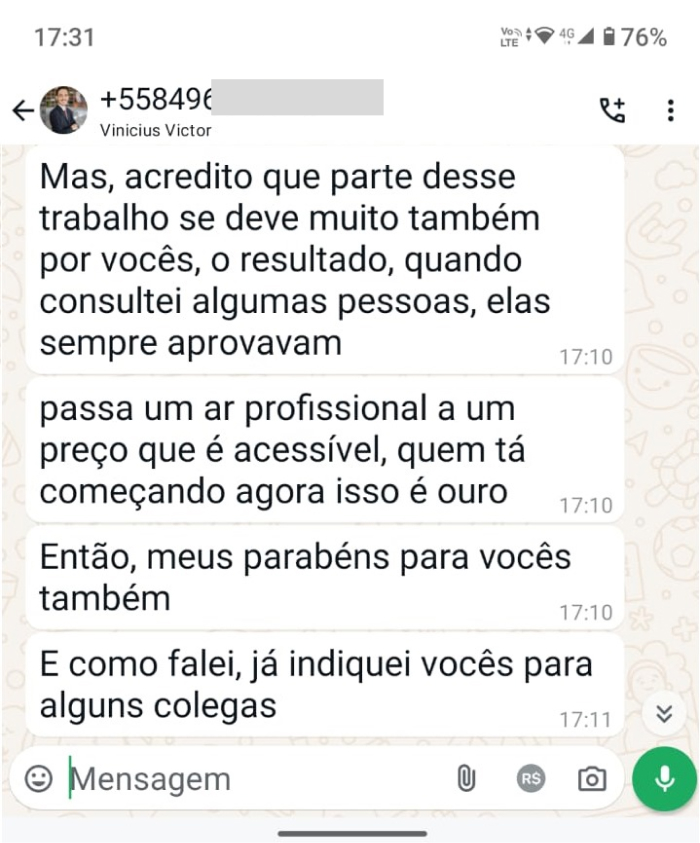 17:31
Vo LTE 4G 76%
+558496
Vinicius Victor
Mas, acredito que parte desse
trabalho se deve muito também
por vocês, o resultado, quando
consultei algumas pessoas, elas
sempre aprovavam
17:10
passa um ar profissional a um
preço que é acessível, quem tá
começando agora isso é ouro
17:10
Então, meus parabéns para vocês
também
17:10
E como falei, já indiquei vocês para
alguns colegas
17:11
Mensagem
R$